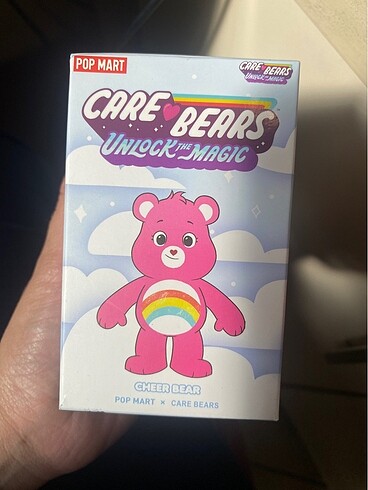 POP MART
CARE BEARS
UNLOCK THE MAGIC
CARE BEARS
UNLOCK THE MAGIC
CHEER BEAR
POP MART × CARE BEARS